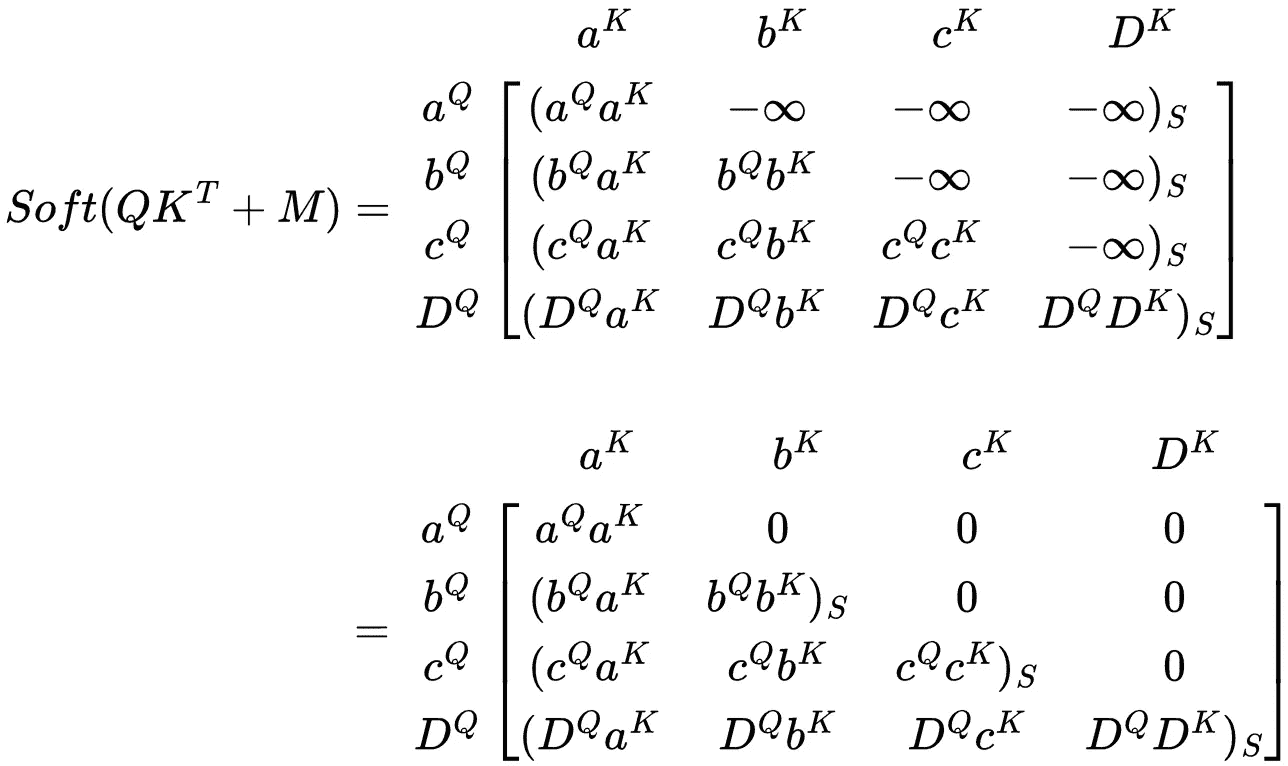 a^K b^K c^K D^K
a^Q [(a^Q a^K −∞ −∞ −∞)_S]
b^Q [(b^Q a^K b^Q b^K −∞ −∞)_S]
Soft(QK^T + M) =
c^Q [(c^Q a^K c^Q b^K c^Q c^K −∞)_S]
D^Q [(D^Q a^K D^Q b^K D^Q c^K D^Q D^K)_S]
a^K b^K c^K D^K
a^Q [a^Q a^K 0 0 0]
b^Q [(b^Q a^K b^Q b^K)_S 0 0]
=
c^Q [(c^Q a^K c^Q b^K c^Q c^K)_S 0]
D^Q [(D^Q a^K D^Q b^K D^Q c^K D^Q D^K)_S]